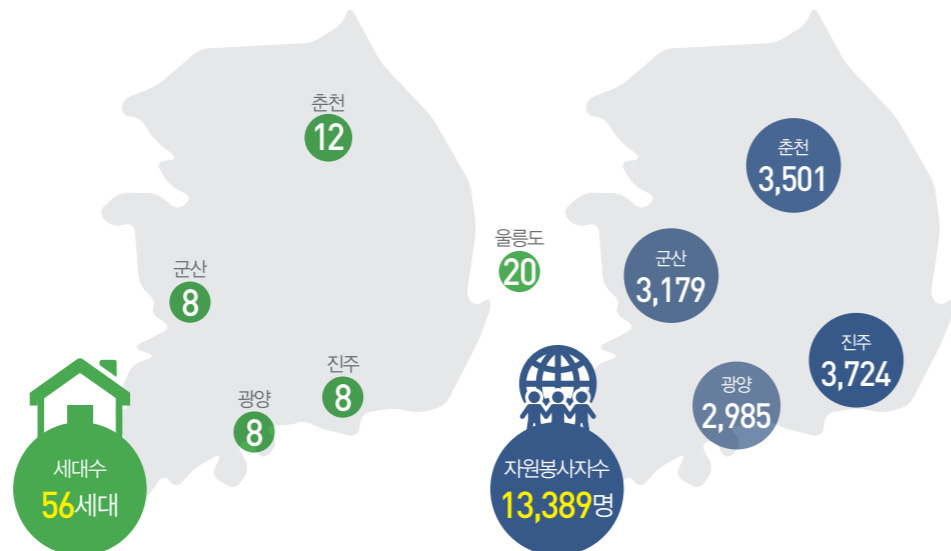 춘천
12
군산
8
진주
8
광양
8
울릉도
20
세대수
56세대
춘천
3,501
군산
3,179
진주
3,724
광양
2,985
자원봉사자수
13,389명